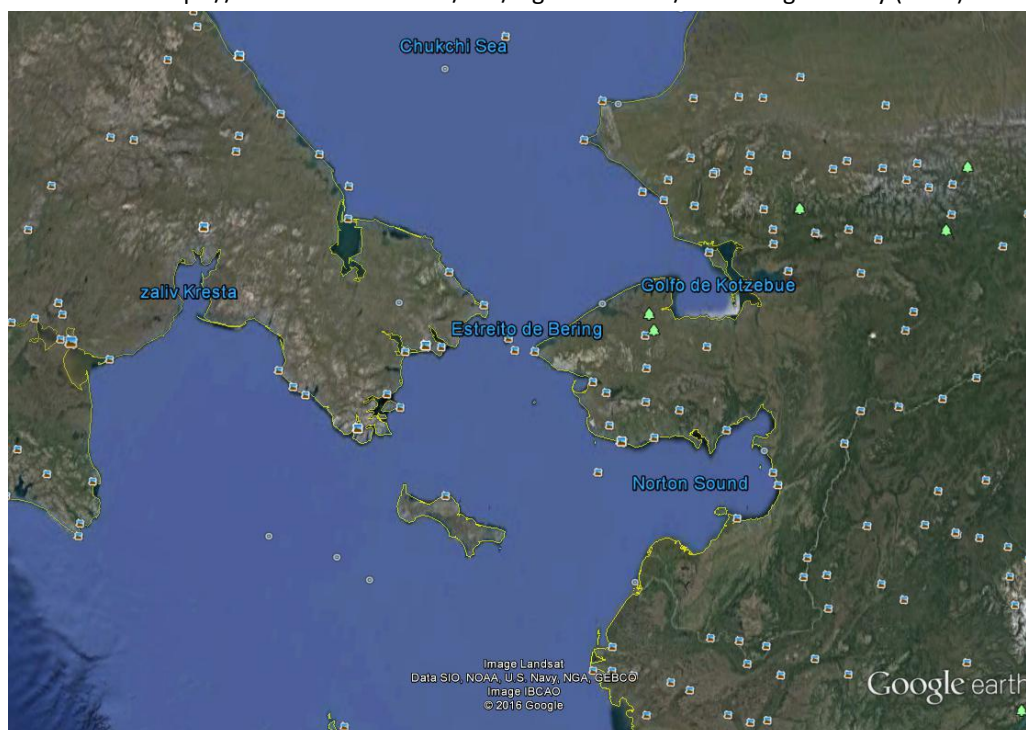 Chukchi Sea
zaliv Kresta
Golfo de Kotzebue
Estreito de Bering
Norton Sound
Image Landsat
Data SIO, NOAA, U.S. Navy, NGA, GEBCO
Image IBCAO
© 2016 Google
Google earth